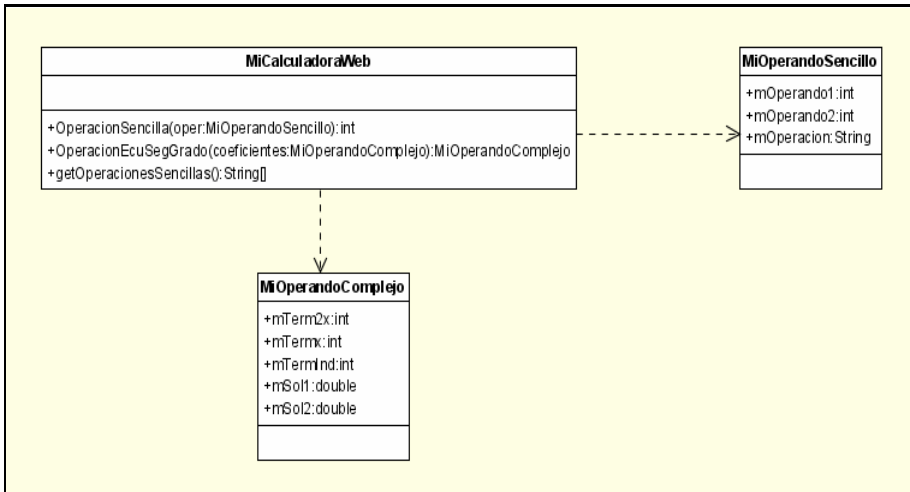 MiCalculadoraWeb
+OperacionSencilla(oper:MiOperandoSencillo):int
+OperacionEcuSegGrado(coeficientes:MiOperandoComplejo):MiOperandoComplejo
+getOperacionesSencillas():String[]
MiOperandoSencillo
+mOperando1:int
+mOperando2:int
+mOperacion:String
MiOperandoComplejo
+mTerm2x:int
+mTermx:int
+mTermInd:int
+mSol1:double
+mSol2:double